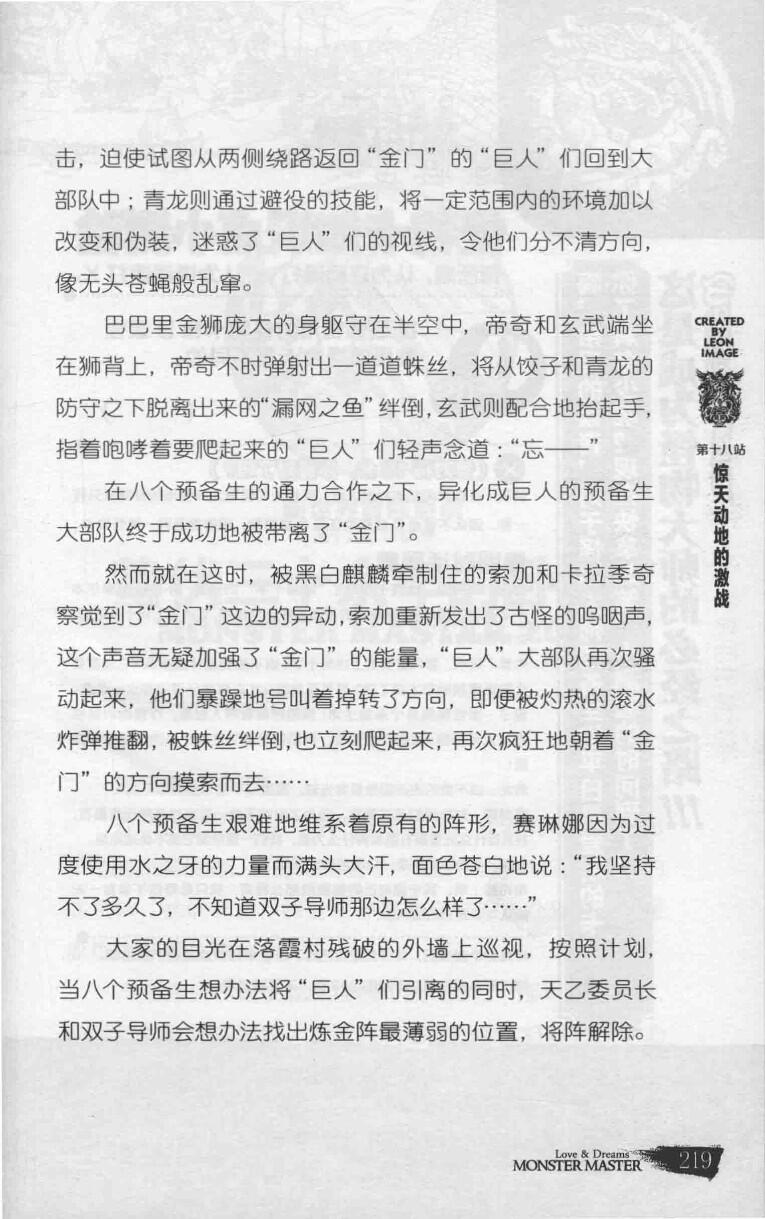 击，迫使试图从两侧绕路返回“金门”的“巨人”们回到大
部队中；青龙则通过避役的技能，将一定范围内的环境加以
改变和伪装，迷惑了“巨人”们的视线，令他们分不清方向，
像无头苍蝇般乱窜。
巴巴里金狮庞大的身躯守在半空中，帝奇和玄武端坐
在狮背上，帝奇不时弹射出一道道蛛丝，将从饺子和青龙的
防守之下脱离出来的“漏网之鱼”绊倒，玄武则配合地抬起手，
指着咆哮着要爬起来的“巨人”们轻声念道：“忘——”
在八个预备生的通力合作之下，异化成巨人的预备生
大部队终于成功地被带离了“金门”。
然而就在这时，被黑白麒麟牵制住的索加和卡拉季奇
察觉到了“金门”这边的异动，索加重新发出了古怪的呜咽声，
这个声音无疑加强了“金门”的能量，“巨人”大部队再次骚
动起来，他们暴躁地号叫着掉转了方向，即便被灼热的滚水
炸弹推翻，被蛛丝绊倒，也立刻爬起来，再次疯狂地朝着“金
门”的方向摸索而去……
八个预备生艰难地维系着原有的阵形，赛琳娜因为过
度使用水之牙的力量而满头大汗，面色苍白地说：“我坚持
不了多久了，不知道双子导师那边怎么样了……”
大家的目光在落霞村残破的外墙上巡视，按照计划，
当八个预备生想办法将“巨人”们引离的同时，天乙委员长
和双子导师会想办法找出炼金阵最薄弱的位置，将阵解除。
CREATED
BY
LEON
IMAGE
第十八站
惊天动地的激战
Love & Dreams
MONSTER MASTER
219